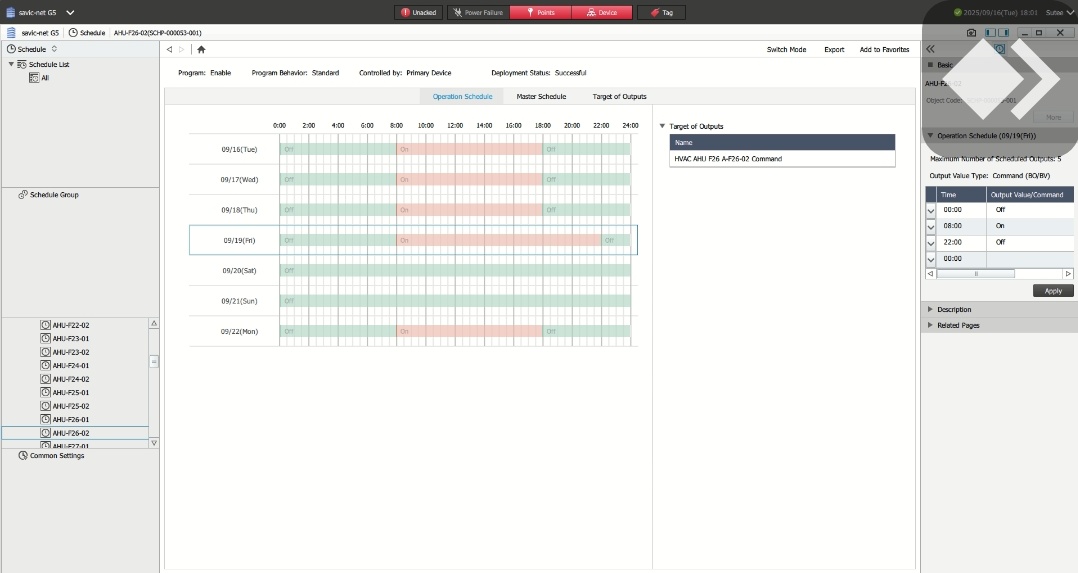 savic-net G5
Unacked
Power Failure
Points
Device
Tag
2025/09/16(Tue) 18:01
Sutee
savic-net G5
Schedule
AHU-F26-02(SCHP-0000S3-001)
Schedule
Schedule List
All
Schedule Group
AHU-F22-02
AHU-F23-01
AHU-F23-02
AHU-F24-01
AHU-F24-02
AHU-F25-01
AHU-F25-02
AHU-F26-01
AHU-F26-02
AHU-F27-01
Common Settings
Switch Mode
Export
Add to Favorites
Program: Enable
Program Behavior: Standard
Controlled by: Primary Device
Deployment Status: Successful
Operation Schedule
Master Schedule
Target of Outputs
0:00 2:00 4:00 6:00 8:00 10:00 12:00 14:00 16:00 18:00 20:00 22:00 24:00
09/16(Tue) Off On Off
09/17(Wed) Off On Off
09/18(Thu) Off On Off
09/19(Fri) Off On Off
09/20(Sat) Off
09/21(Sun) Off
09/22(Mon) Off On Off
Target of Outputs
Name
HVAC AHU F26 A-F26-02 Command
Basic
Object Code:
More
Operation Schedule (09/19(Fri))
Maximum Number of Scheduled Outputs: 5
Output Value Type: Command (BO/BV)
Time Output Value/Command
00:00 Off
08:00 On
22:00 Off
00:00
Apply
Description
Related Pages